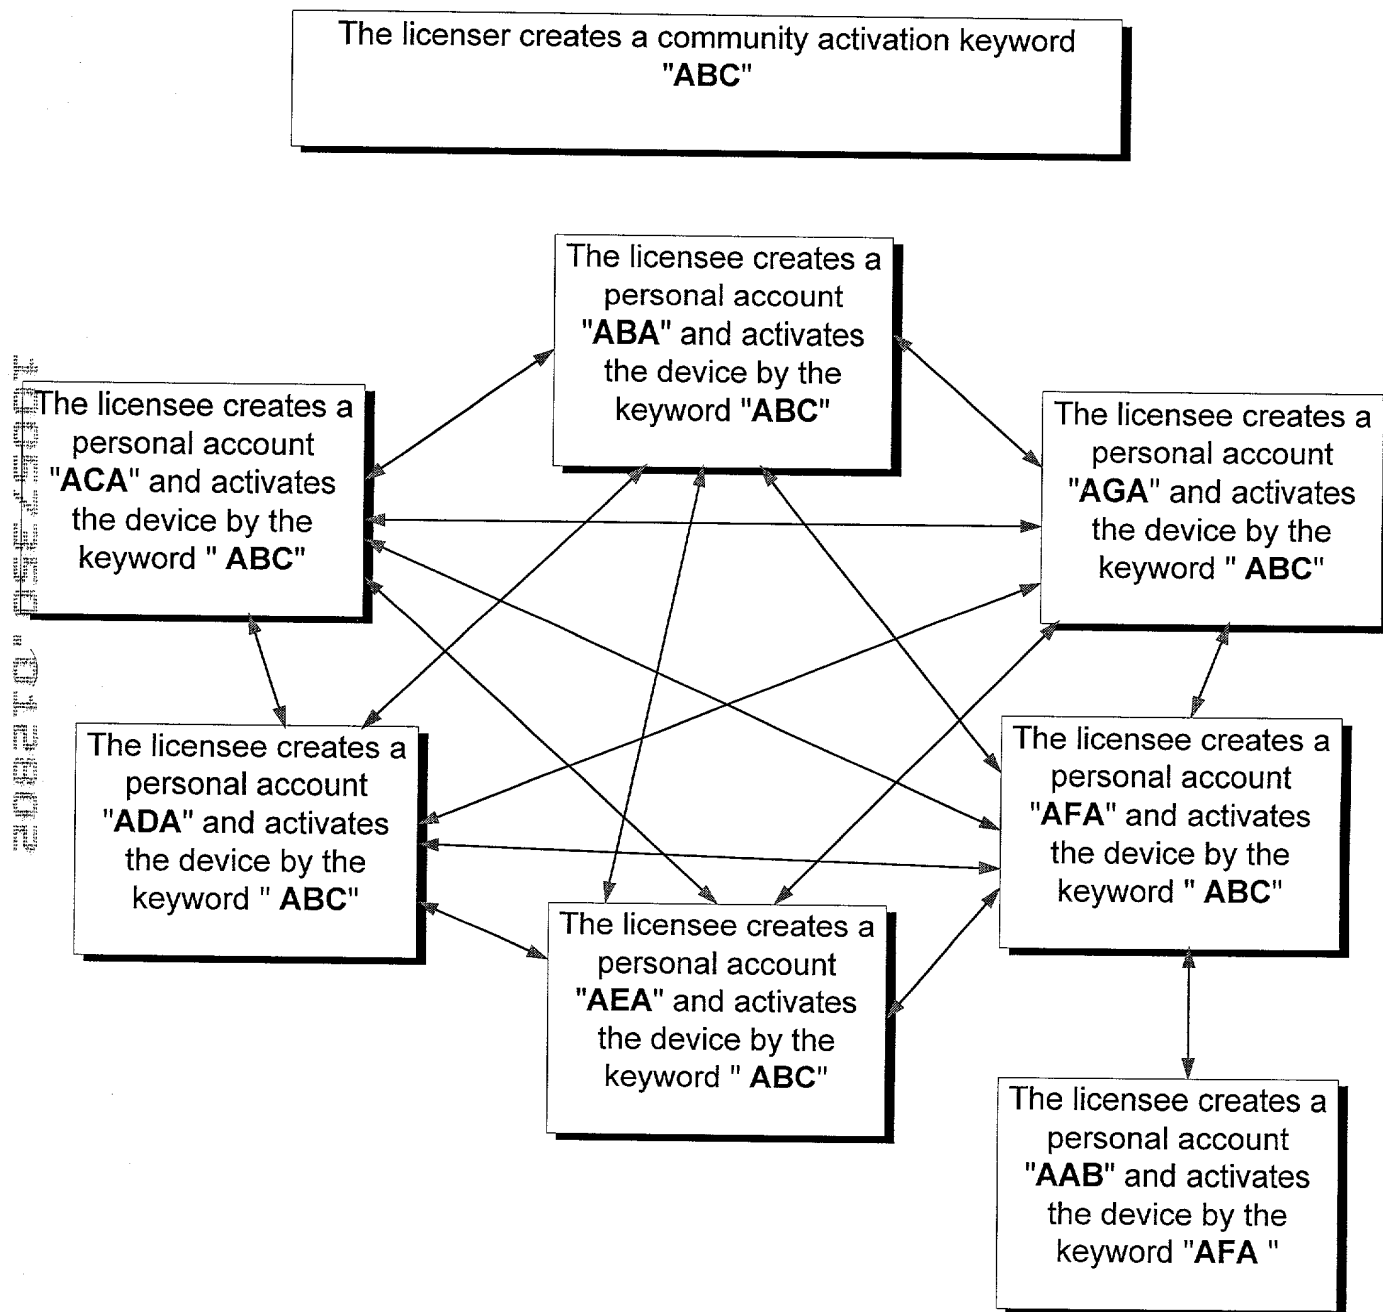 The licenser creates a community activation keyword
"ABC"
The licensee creates a
personal account
"ABA" and activates
the device by the
keyword "ABC"
The licensee creates a
personal account
"ACA" and activates
the device by the
keyword " ABC"
The licensee creates a
personal account
"AGA" and activates
the device by the
keyword " ABC"
The licensee creates a
personal account
"ADA" and activates
the device by the
keyword " ABC"
The licensee creates a
personal account
"AFA" and activates
the device by the
keyword " ABC"
The licensee creates a
personal account
"AEA" and activates
the device by the
keyword " ABC"
The licensee creates a
personal account
"AAB" and activates
the device by the
keyword "AFA "